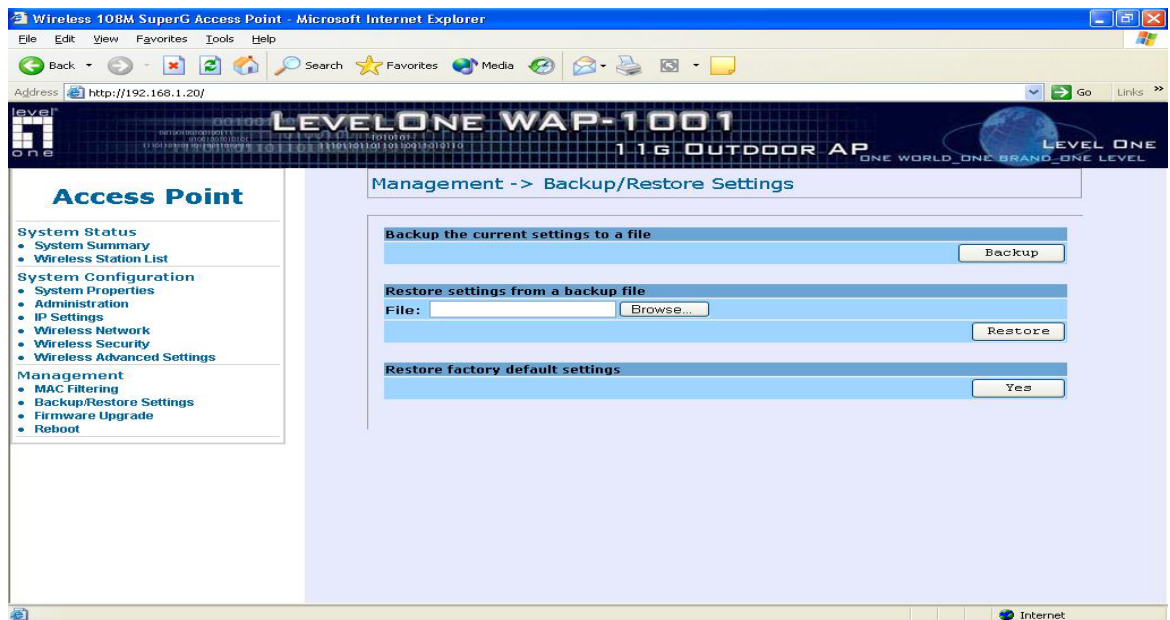 Wireless 108M SuperG Access Point - Microsoft Internet Explorer
File Edit View Favorites Tools Help
Back Search Favorites Media
Address http://192.168.1.20/ Go Links »
level
one
LEVELONE WAP-1001
11G OUTDOOR AP
LEVEL ONE
ONE WORLD_ONE BRAND_ONE LEVEL
Access Point
System Status
• System Summary
• Wireless Station List
System Configuration
• System Properties
• Administration
• IP Settings
• Wireless Network
• Wireless Security
• Wireless Advanced Settings
Management
• MAC Filtering
• Backup/Restore Settings
• Firmware Upgrade
• Reboot
Management -> Backup/Restore Settings
Backup the current settings to a file
Backup
Restore settings from a backup file
File: Browse...
Restore
Restore factory default settings
Yes
Internet